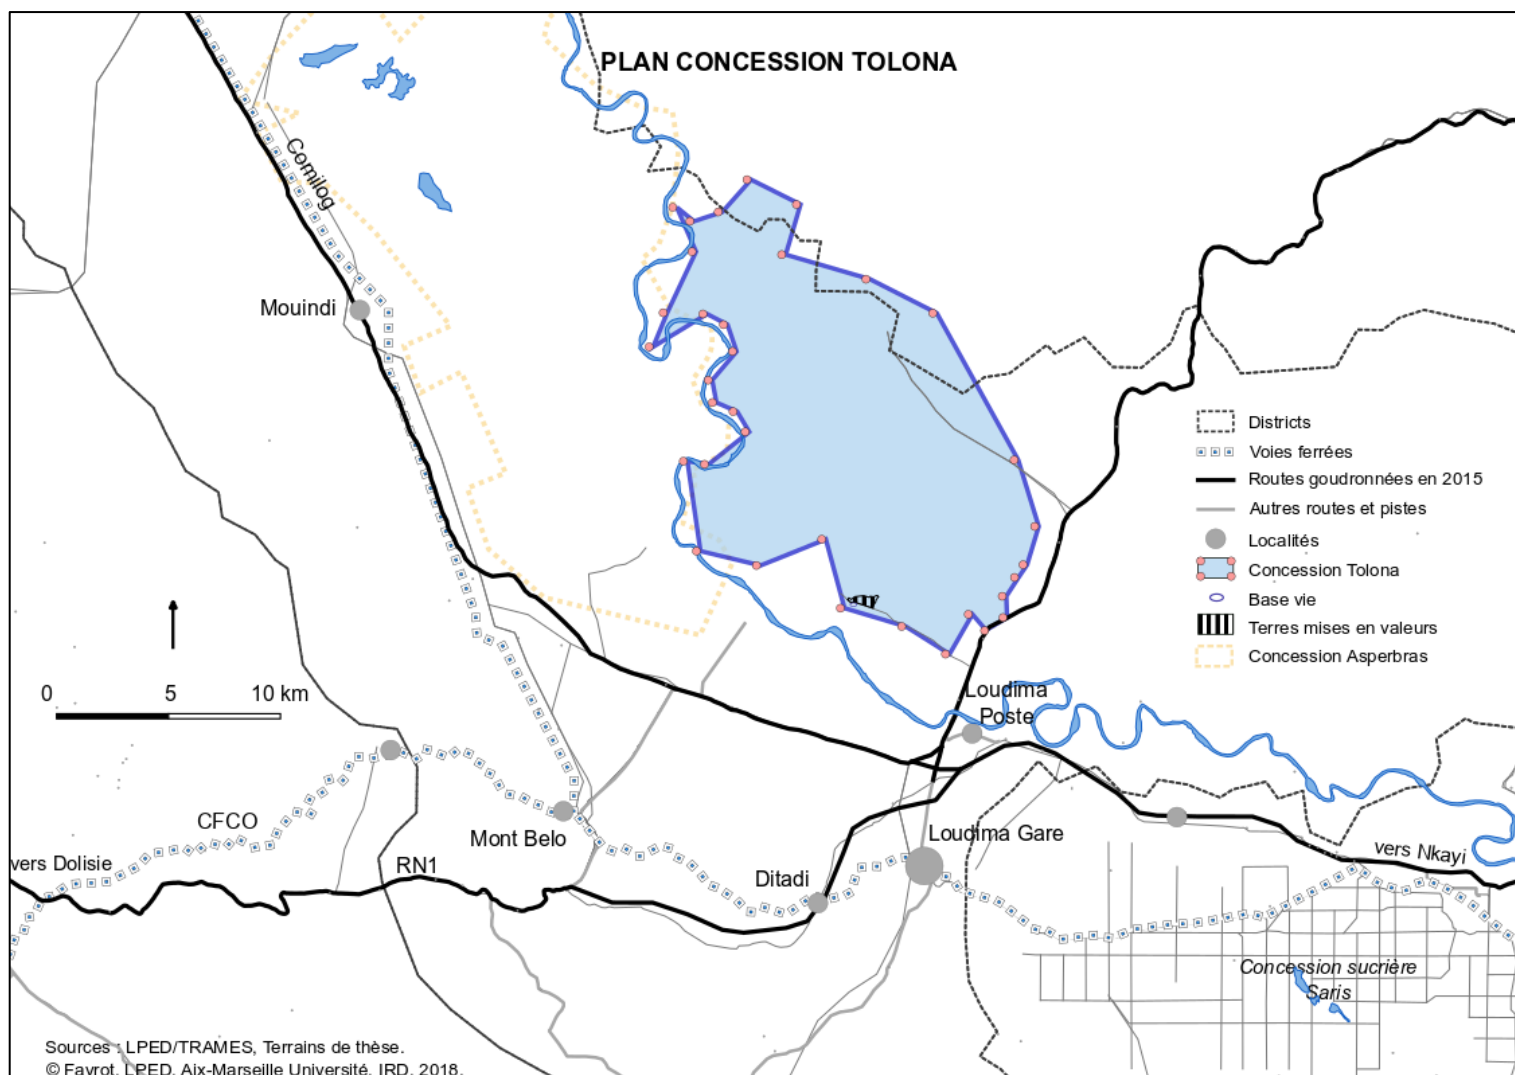 PLAN CONCESSION TOLONA
Comilog
Mouindi
Districts
Voies ferrées
Routes goudronnées en 2015
Autres routes et pistes
Localités
Concession Tolona
Base vie
Terres mises en valeurs
Concession Asperbras
0 5 10 km
Loudima
Poste
CFCO
Mont Belo
Loudima Gare
vers Dolisie
RN1
Ditadi
vers Nkayi
Concession sucrière
Saris
Sources : LPED/TRAMES, Terrains de thèse.
© Fayrot, LPED, Aix-Marseille Université, IRD, 2018.